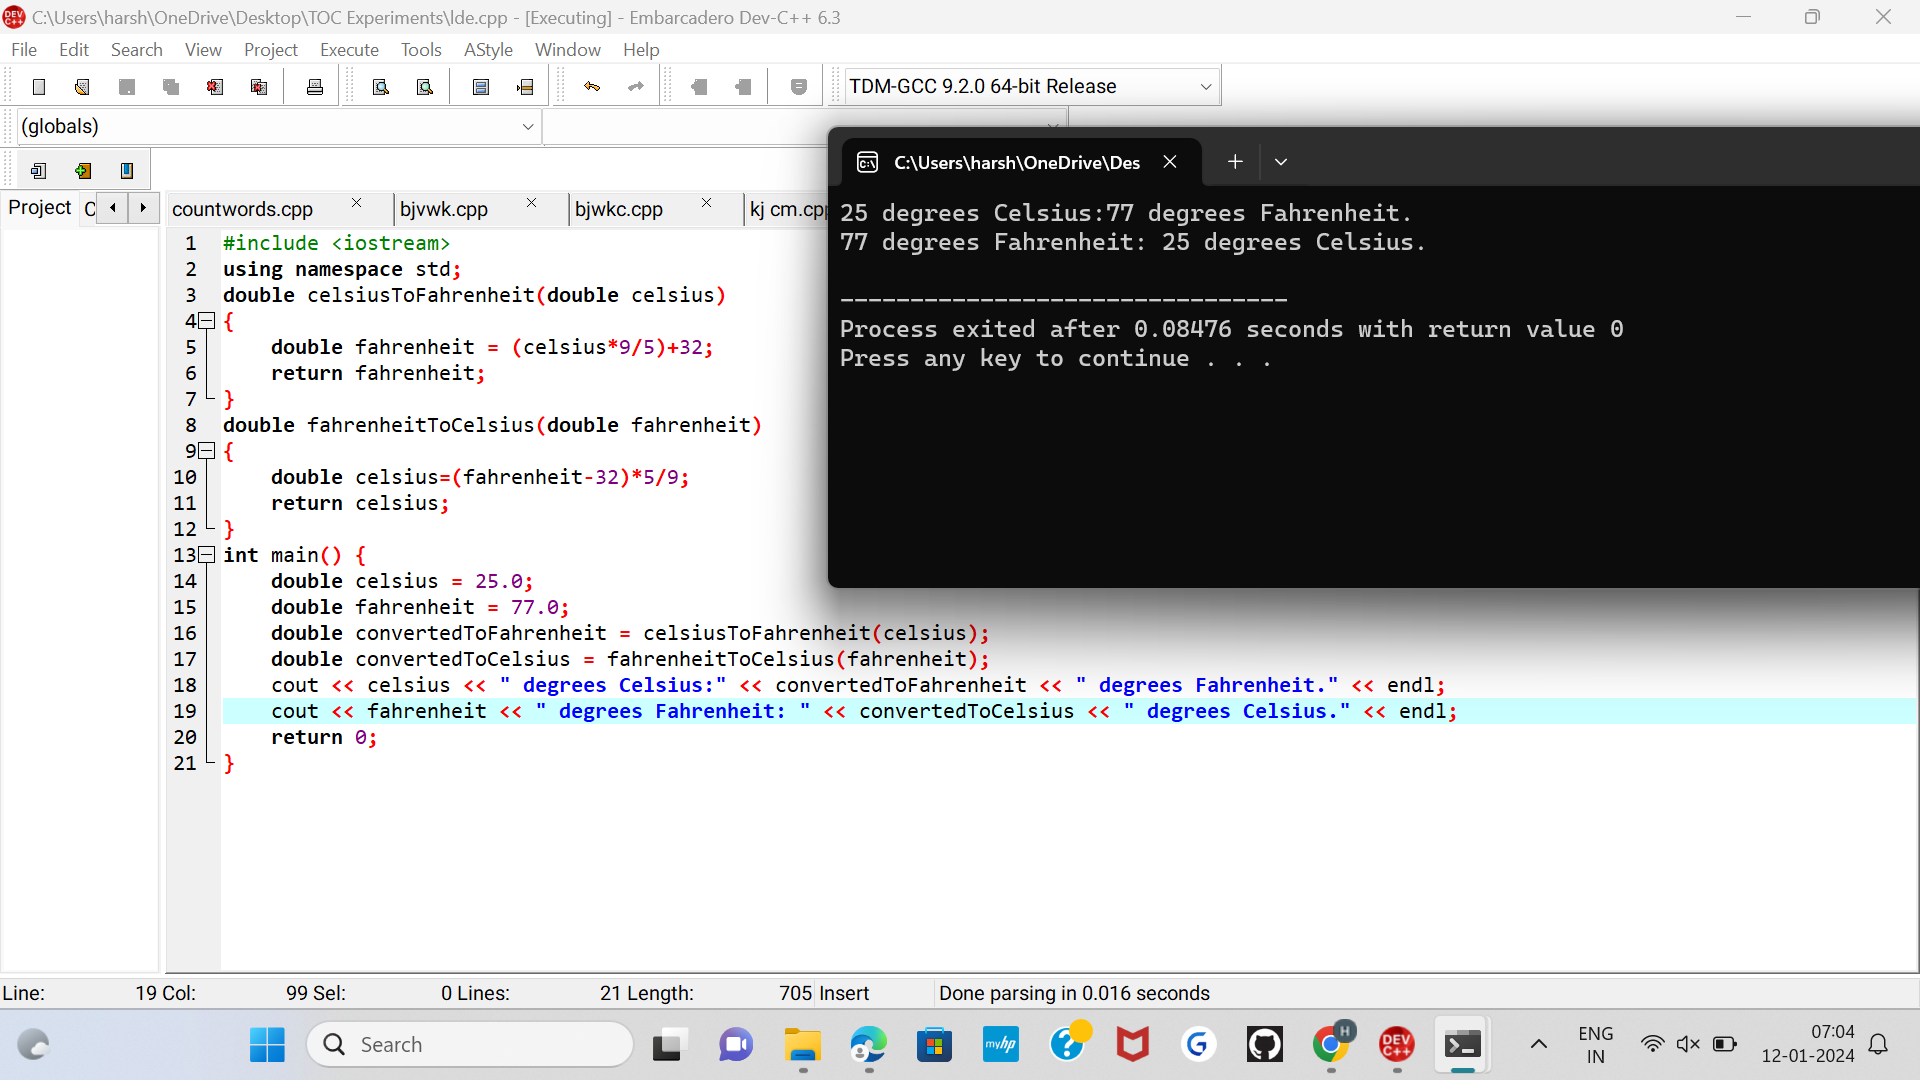 C:\Users\harsh\OneDrive\Desktop\TOC Experiments\lde.cpp - [Executing] - Embarcadero Dev-C++ 6.3
File Edit Search View Project Execute Tools AStyle Window Help
TDM-GCC 9.2.0 64-bit Release
(globals)
Project C
countwords.cpp bjvwk.cpp bjwkc.cpp kj cm.cpp
1 #include <iostream>
2 using namespace std;
3 double celsiusToFahrenheit(double celsius)
4 {
5     double fahrenheit = (celsius*9/5)+32;
6     return fahrenheit;
7 }
8 double fahrenheitToCelsius(double fahrenheit)
9 {
10     double celsius=(fahrenheit-32)*5/9;
11     return celsius;
12 }
13 int main() {
14     double celsius = 25.0;
15     double fahrenheit = 77.0;
16     double convertedToFahrenheit = celsiusToFahrenheit(celsius);
17     double convertedToCelsius = fahrenheitToCelsius(fahrenheit);
18     cout << celsius << " degrees Celsius:" << convertedToFahrenheit << " degrees Fahrenheit." << endl;
19     cout << fahrenheit << " degrees Fahrenheit: " << convertedToCelsius << " degrees Celsius." << endl;
20     return 0;
21 }
C:\Users\harsh\OneDrive\Des
25 degrees Celsius:77 degrees Fahrenheit.
77 degrees Fahrenheit: 25 degrees Celsius.
--------------------------------
Process exited after 0.08476 seconds with return value 0
Press any key to continue . . .
Line: 19 Col: 99 Sel: 0 Lines: 21 Length: 705 Insert Done parsing in 0.016 seconds
Search
myhp
H
DEV C++
ENG
IN
07:04
12-01-2024